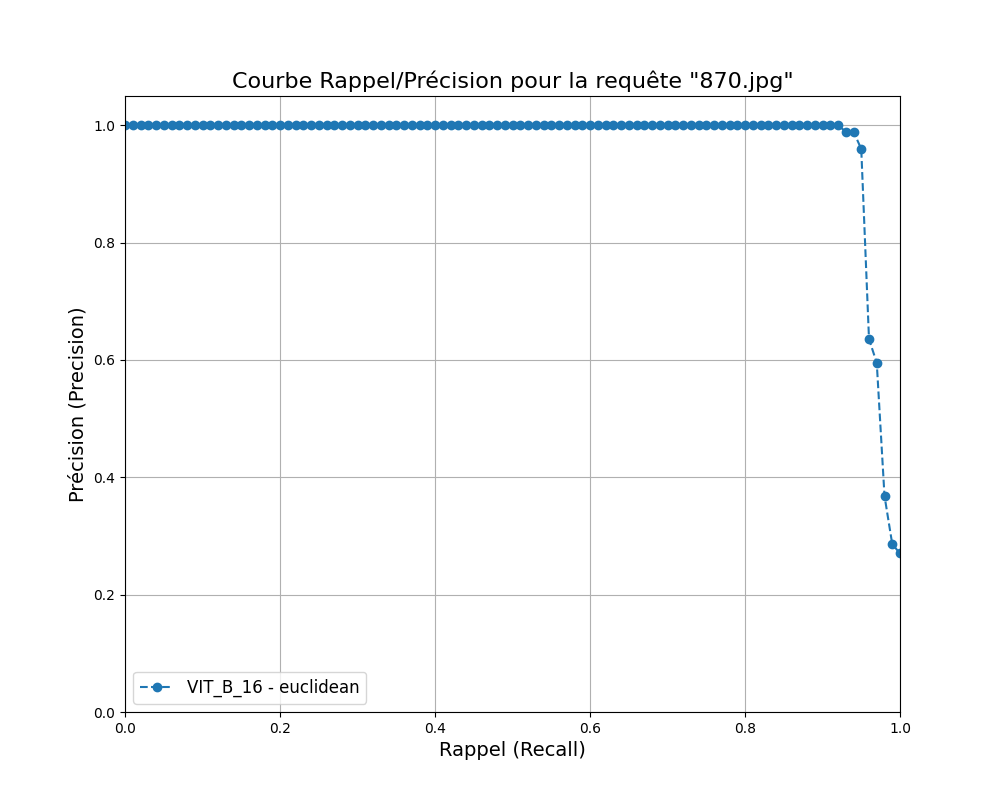 Courbe Rappel/Précision pour la requête "870.jpg"
1.0
0.8
0.6
0.4
0.2
0.0
Précision (Precision)
VIT_B_16 - euclidean
0.0 0.2 0.4 0.6 0.8 1.0
Rappel (Recall)